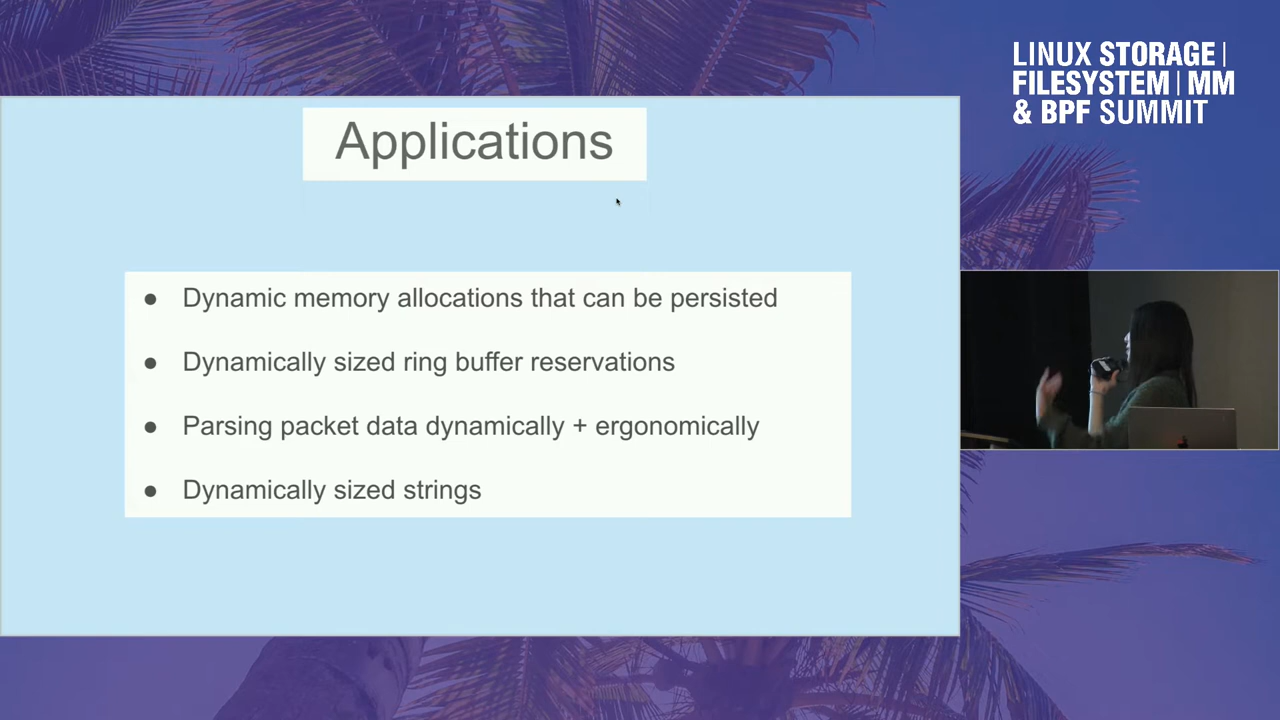 LINUX STORAGE |
FILESYSTEM | MM
& BPF SUMMIT
Applications
● Dynamic memory allocations that can be persisted
● Dynamically sized ring buffer reservations
● Parsing packet data dynamically + ergonomically
● Dynamically sized strings